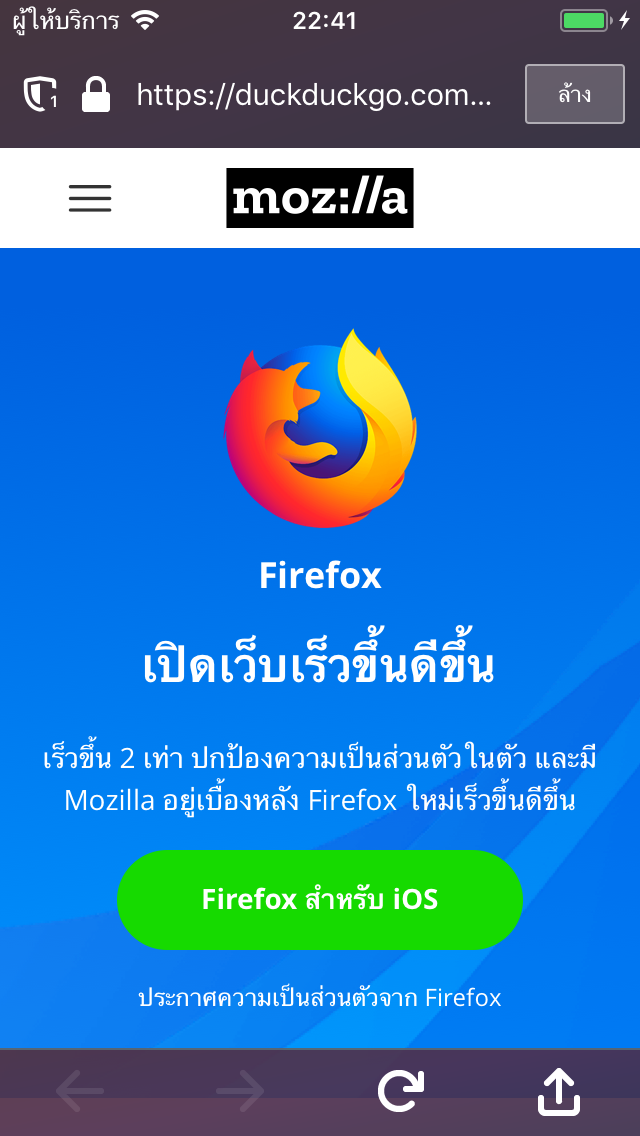 ผู้ให้บริการ 22:41
1 https://duckduckgo.com... ล้าง
moz://a
Firefox
เปิดเว็บเร็วขึ้นดีขึ้น
เร็วขึ้น 2 เท่า ปกป้องความเป็นส่วนตัวในตัว และมี
Mozilla อยู่เบื้องหลัง Firefox ใหม่เร็วขึ้นดีขึ้น
Firefox สำหรับ iOS
ประกาศความเป็นส่วนตัวจาก Firefox